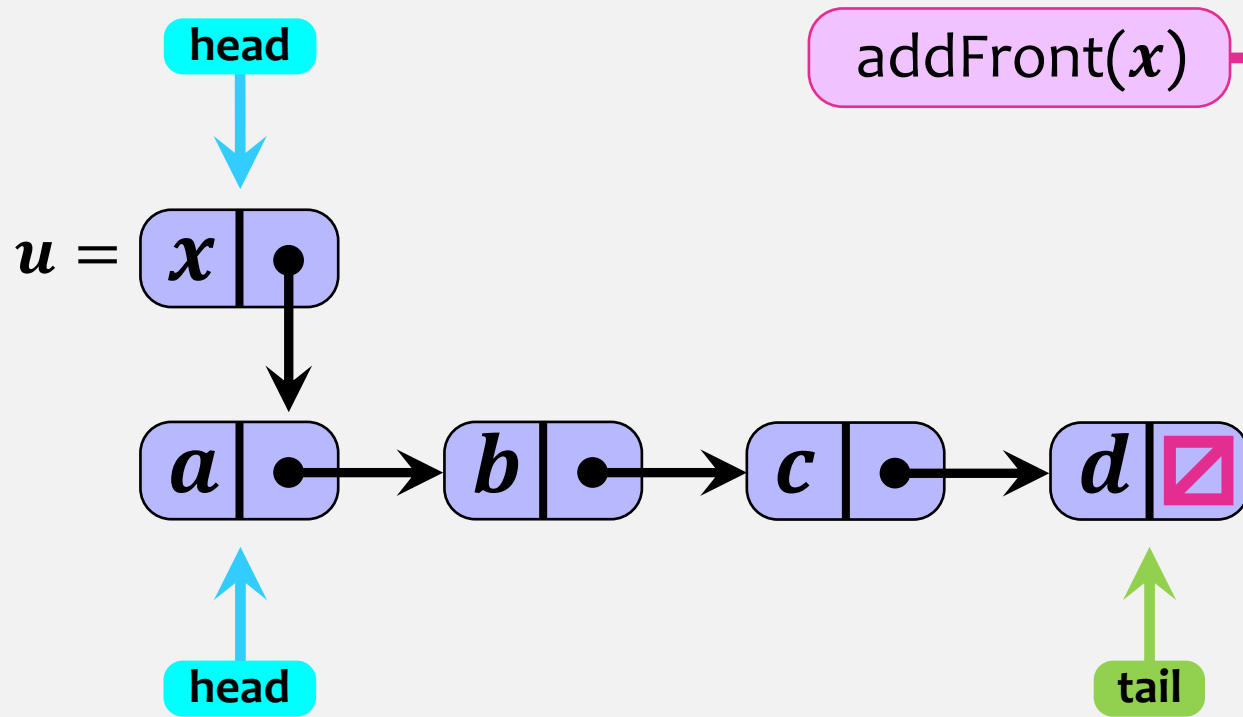 head
addFront(x)
u = x
a b c d
head
tail